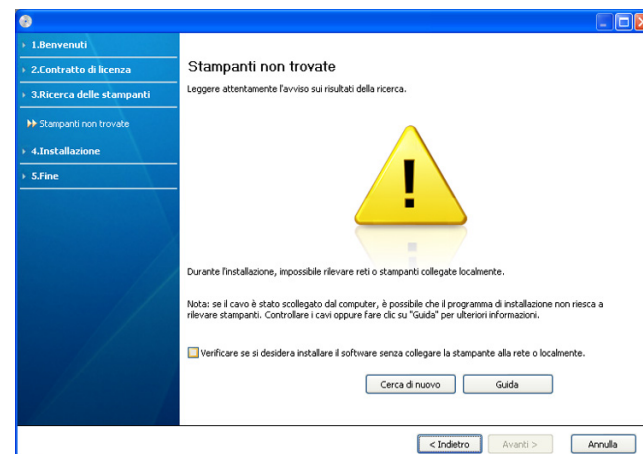 1.Benvenuti
2.Contratto di licenza
3.Ricerca delle stampanti
Stampanti non trovate
4.Installazione
5.Fine
Stampanti non trovate
Leggere attentamente l'avviso sui risultati della ricerca.
Durante l'installazione, impossibile rilevare reti o stampanti collegate localmente.
Nota: se il cavo è stato scollegato dal computer, è possibile che il programma di installazione non riesca a
rilevare stampanti. Controllare i cavi oppure fare clic su "Guida" per ulteriori informazioni.
Verificare se si desidera installare il software senza collegare la stampante alla rete o localmente.
Cerca di nuovo
Guida
< Indietro
Avanti >
Annulla